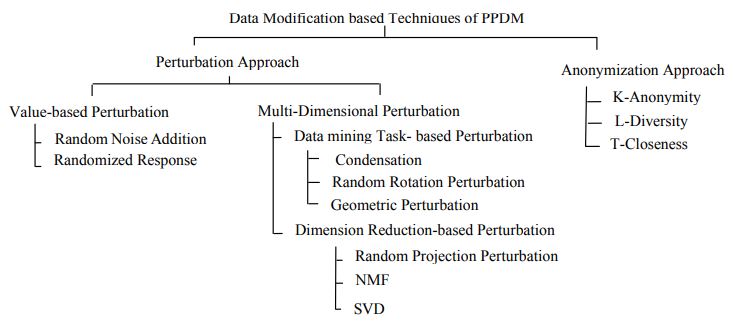 Data Modification based Techniques of PPDM
Perturbation Approach
Anonymization Approach
K-Anonymity
L-Diversity
T-Closeness
Value-based Perturbation
Random Noise Addition
Randomized Response
Multi-Dimensional Perturbation
Data mining Task- based Perturbation
Condensation
Random Rotation Perturbation
Geometric Perturbation
Dimension Reduction-based Perturbation
Random Projection Perturbation
NMF
SVD